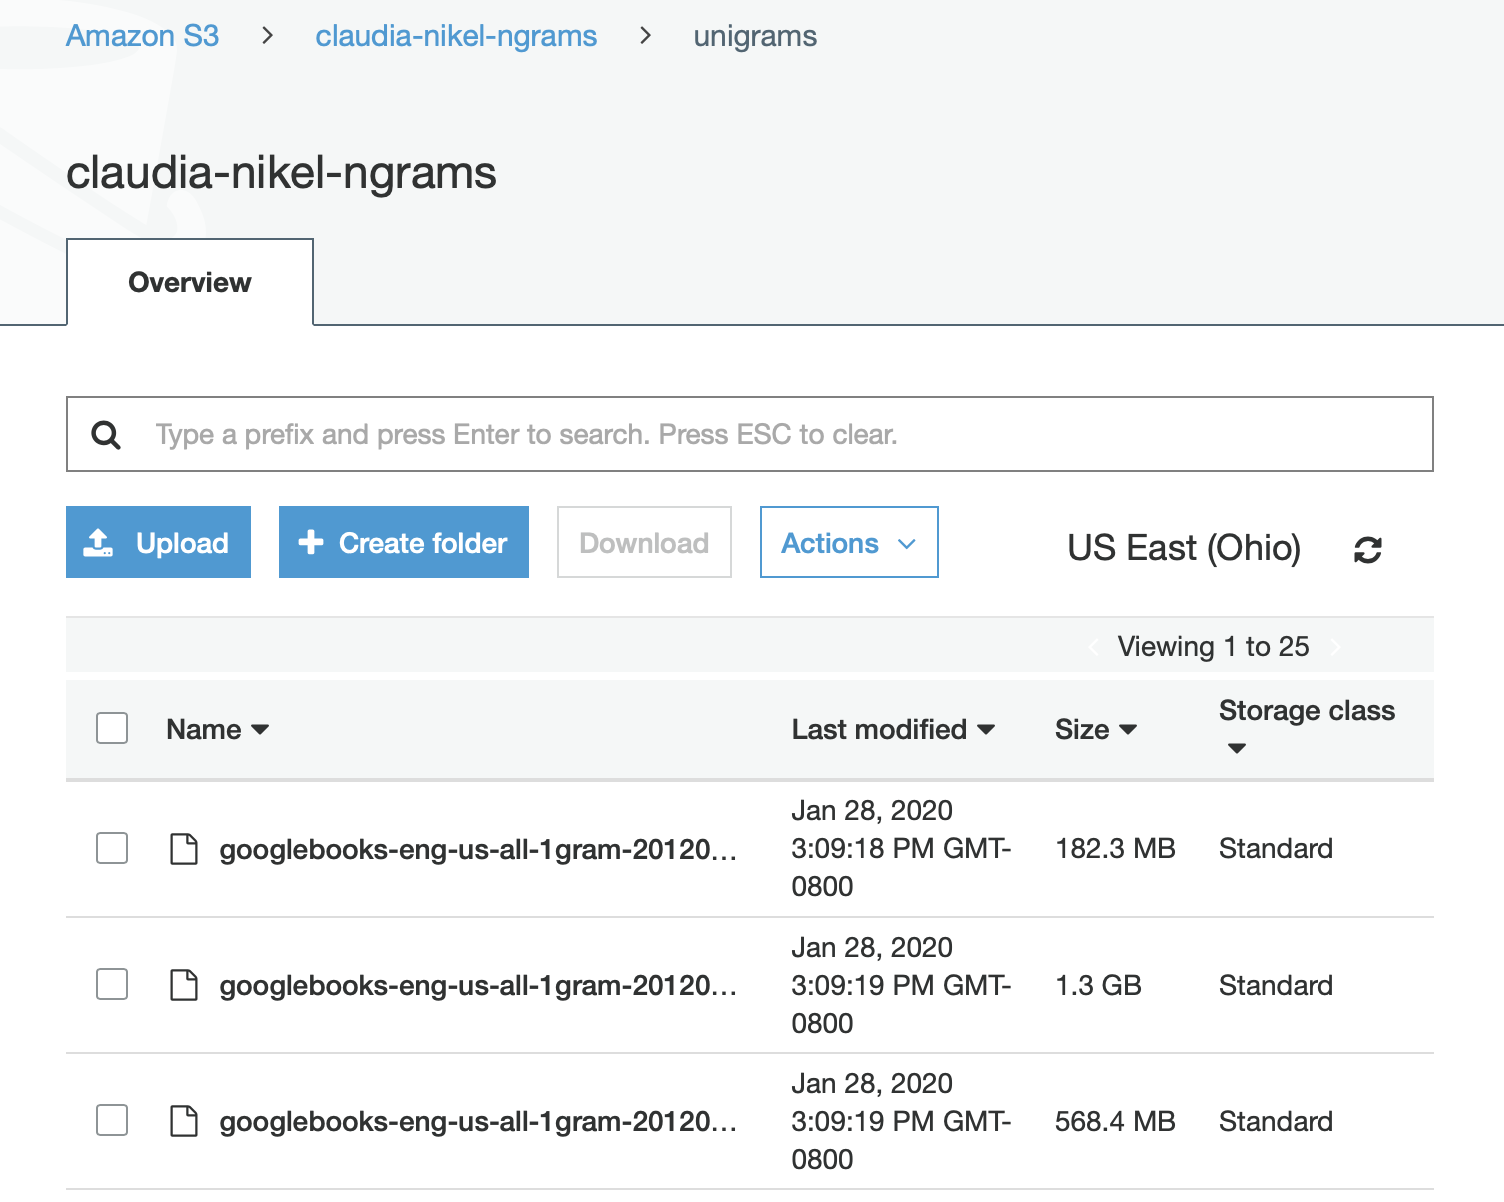 Amazon S3 > claudia-nikel-ngrams > unigrams
claudia-nikel-ngrams
Overview
Type a prefix and press Enter to search. Press ESC to clear.
Upload + Create folder Download Actions US East (Ohio)
Viewing 1 to 25
Name Last modified Size Storage class
googlebooks-eng-us-all-1gram-20120...
Jan 28, 2020
3:09:18 PM GMT-
0800
182.3 MB
Standard
googlebooks-eng-us-all-1gram-20120...
Jan 28, 2020
3:09:19 PM GMT-
0800
1.3 GB
Standard
googlebooks-eng-us-all-1gram-20120...
Jan 28, 2020
3:09:19 PM GMT-
0800
568.4 MB
Standard